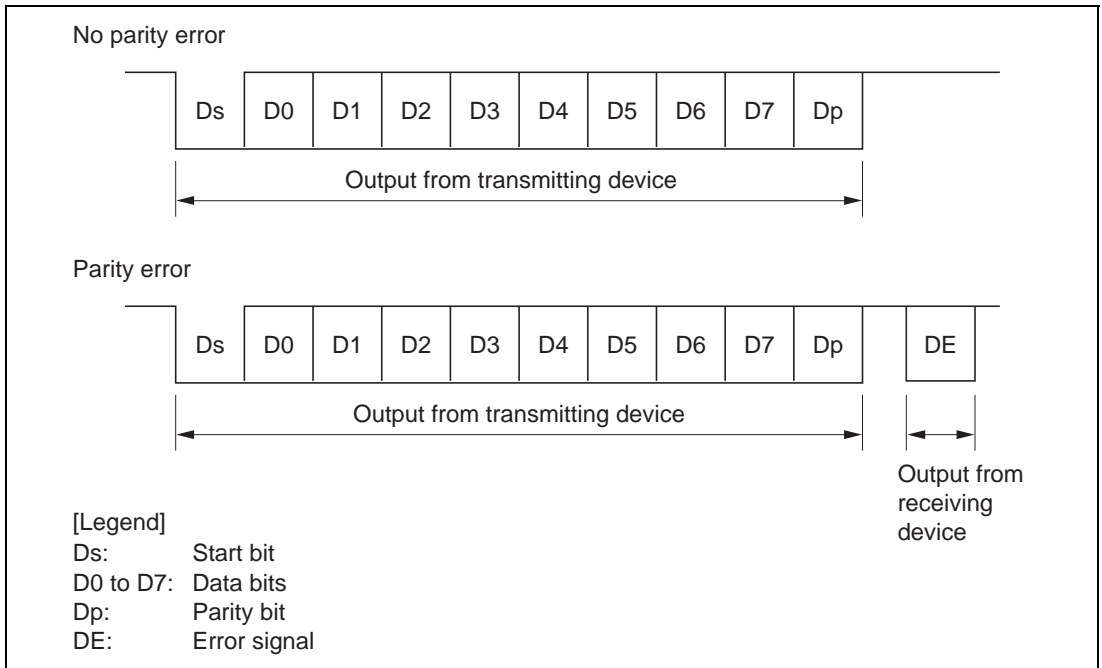 No parity error
Ds D0 D1 D2 D3 D4 D5 D6 D7 Dp
Output from transmitting device
Parity error
Ds D0 D1 D2 D3 D4 D5 D6 D7 Dp DE
Output from transmitting device
Output from
receiving
device
[Legend]
Ds: Start bit
D0 to D7: Data bits
Dp: Parity bit
DE: Error signal